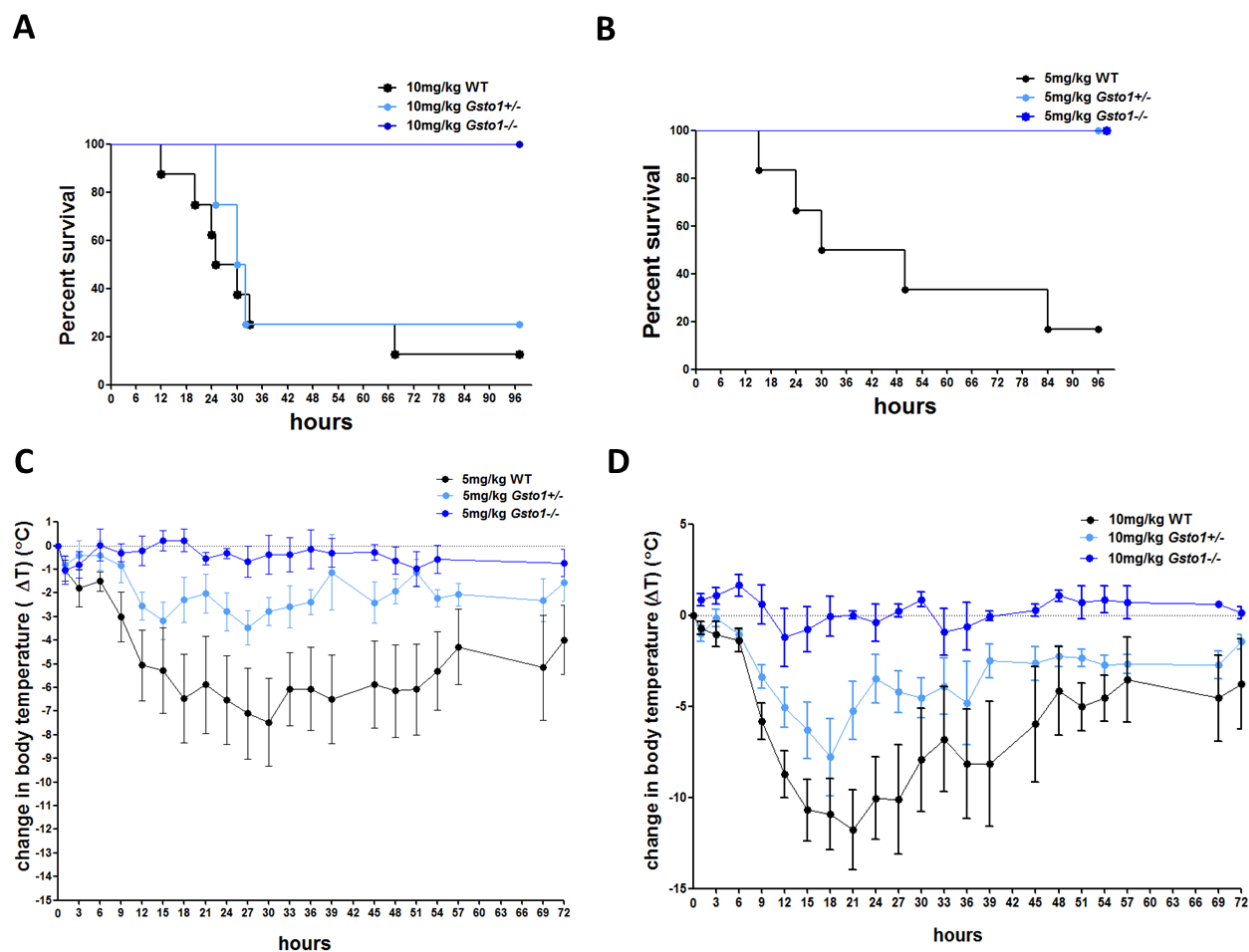 A
10mg/kg WT
10mg/kg Gsto1+/-
10mg/kg Gsto1-/-
Percent survival
100
80
60
40
20
0
0 6 12 18 24 30 36 42 48 54 60 66 72 78 84 90 96
hours
B
5mg/kg WT
5mg/kg Gsto1+/-
5mg/kg Gsto1-/-
Percent survival
100
80
60
40
20
0
0 6 12 18 24 30 36 42 48 54 60 66 72 78 84 90 96
hours
C
5mg/kg WT
5mg/kg Gsto1+/-
5mg/kg Gsto1-/-
change in body temperature ( ΔT) (°C)
1
0
-1
-2
-3
-4
-5
-6
-7
-8
-9
-10
-11
-12
-13
-14
-15
0 3 6 9 12 15 18 21 24 27 30 33 36 39 42 45 48 51 54 57 63 63 69 72
hours
D
10mg/kg WT
10mg/kg Gsto1+/-
10mg/kg Gsto1-/-
change in body temperature (ΔT) (°C)
5
0
-5
-10
-15
0 3 6 9 12 15 18 21 24 27 30 33 36 39 42 45 48 51 54 57 63 63 69 72
hours